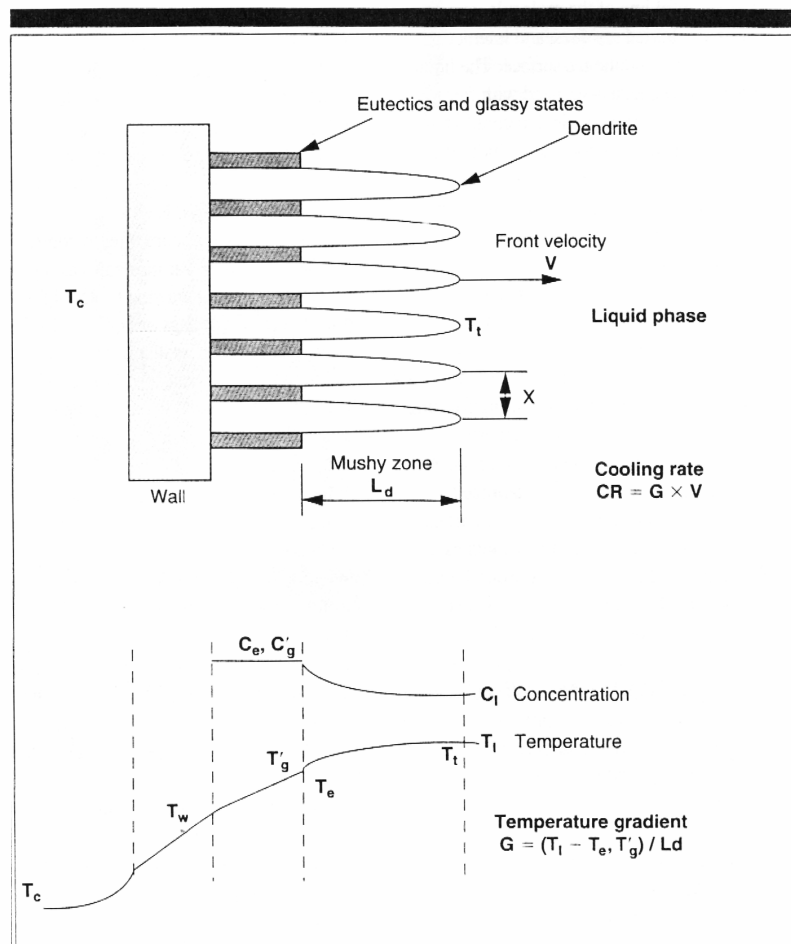 Eutectics and glassy states
Dendrite
Front velocity
V
T_c
Liquid phase
T_t
X
Mushy zone
L_d
Wall
Cooling rate
CR = G × V
C_e, C'_g
C_l Concentration
T'_g
T_t
T_l Temperature
T_e
T_w
Temperature gradient
G = (T_l − T_e, T'_g) / Ld
T_c